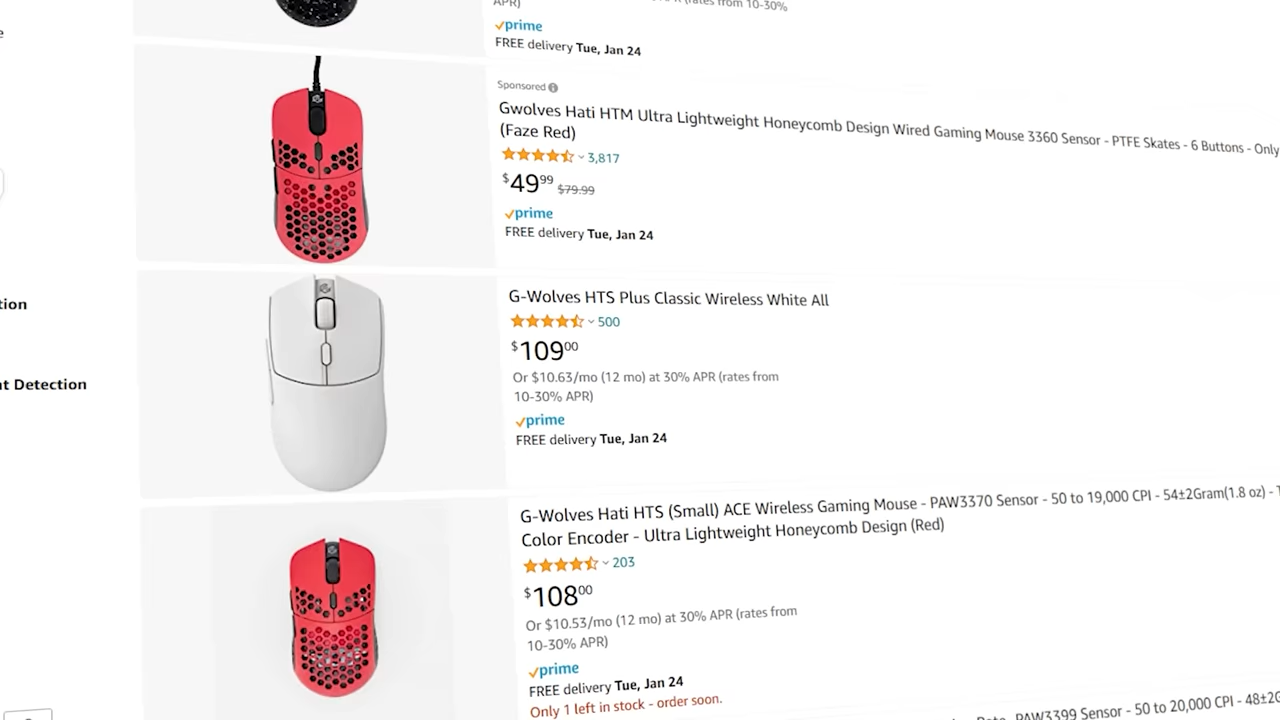 APR)
(rates from 10-30%
prime
FREE delivery Tue, Jan 24
Sponsored
Gwolves Hati HTM Ultra Lightweight Honeycomb Design Wired Gaming Mouse 3360 Sensor - PTFE Skates - 6 Buttons - Only
(Faze Red)
3,817
$49.99 $79.99
prime
FREE delivery Tue, Jan 24
G-Wolves HTS Plus Classic Wireless White All
500
$109.00
Or $10.63/mo (12 mo) at 30% APR (rates from
10-30% APR)
prime
FREE delivery Tue, Jan 24
G-Wolves Hati HTS (Small) ACE Wireless Gaming Mouse - PAW3370 Sensor - 50 to 19,000 CPI - 54±2Gram(1.8 oz) -
Color Encoder - Ultra Lightweight Honeycomb Design (Red)
203
$108.00
Or $10.53/mo (12 mo) at 30% APR (rates from
10-30% APR)
prime
FREE delivery Tue, Jan 24
Only 1 left in stock - order soon.
PAW3399 Sensor - 50 to 20,000 CPI - 48±2G
tion
Detection